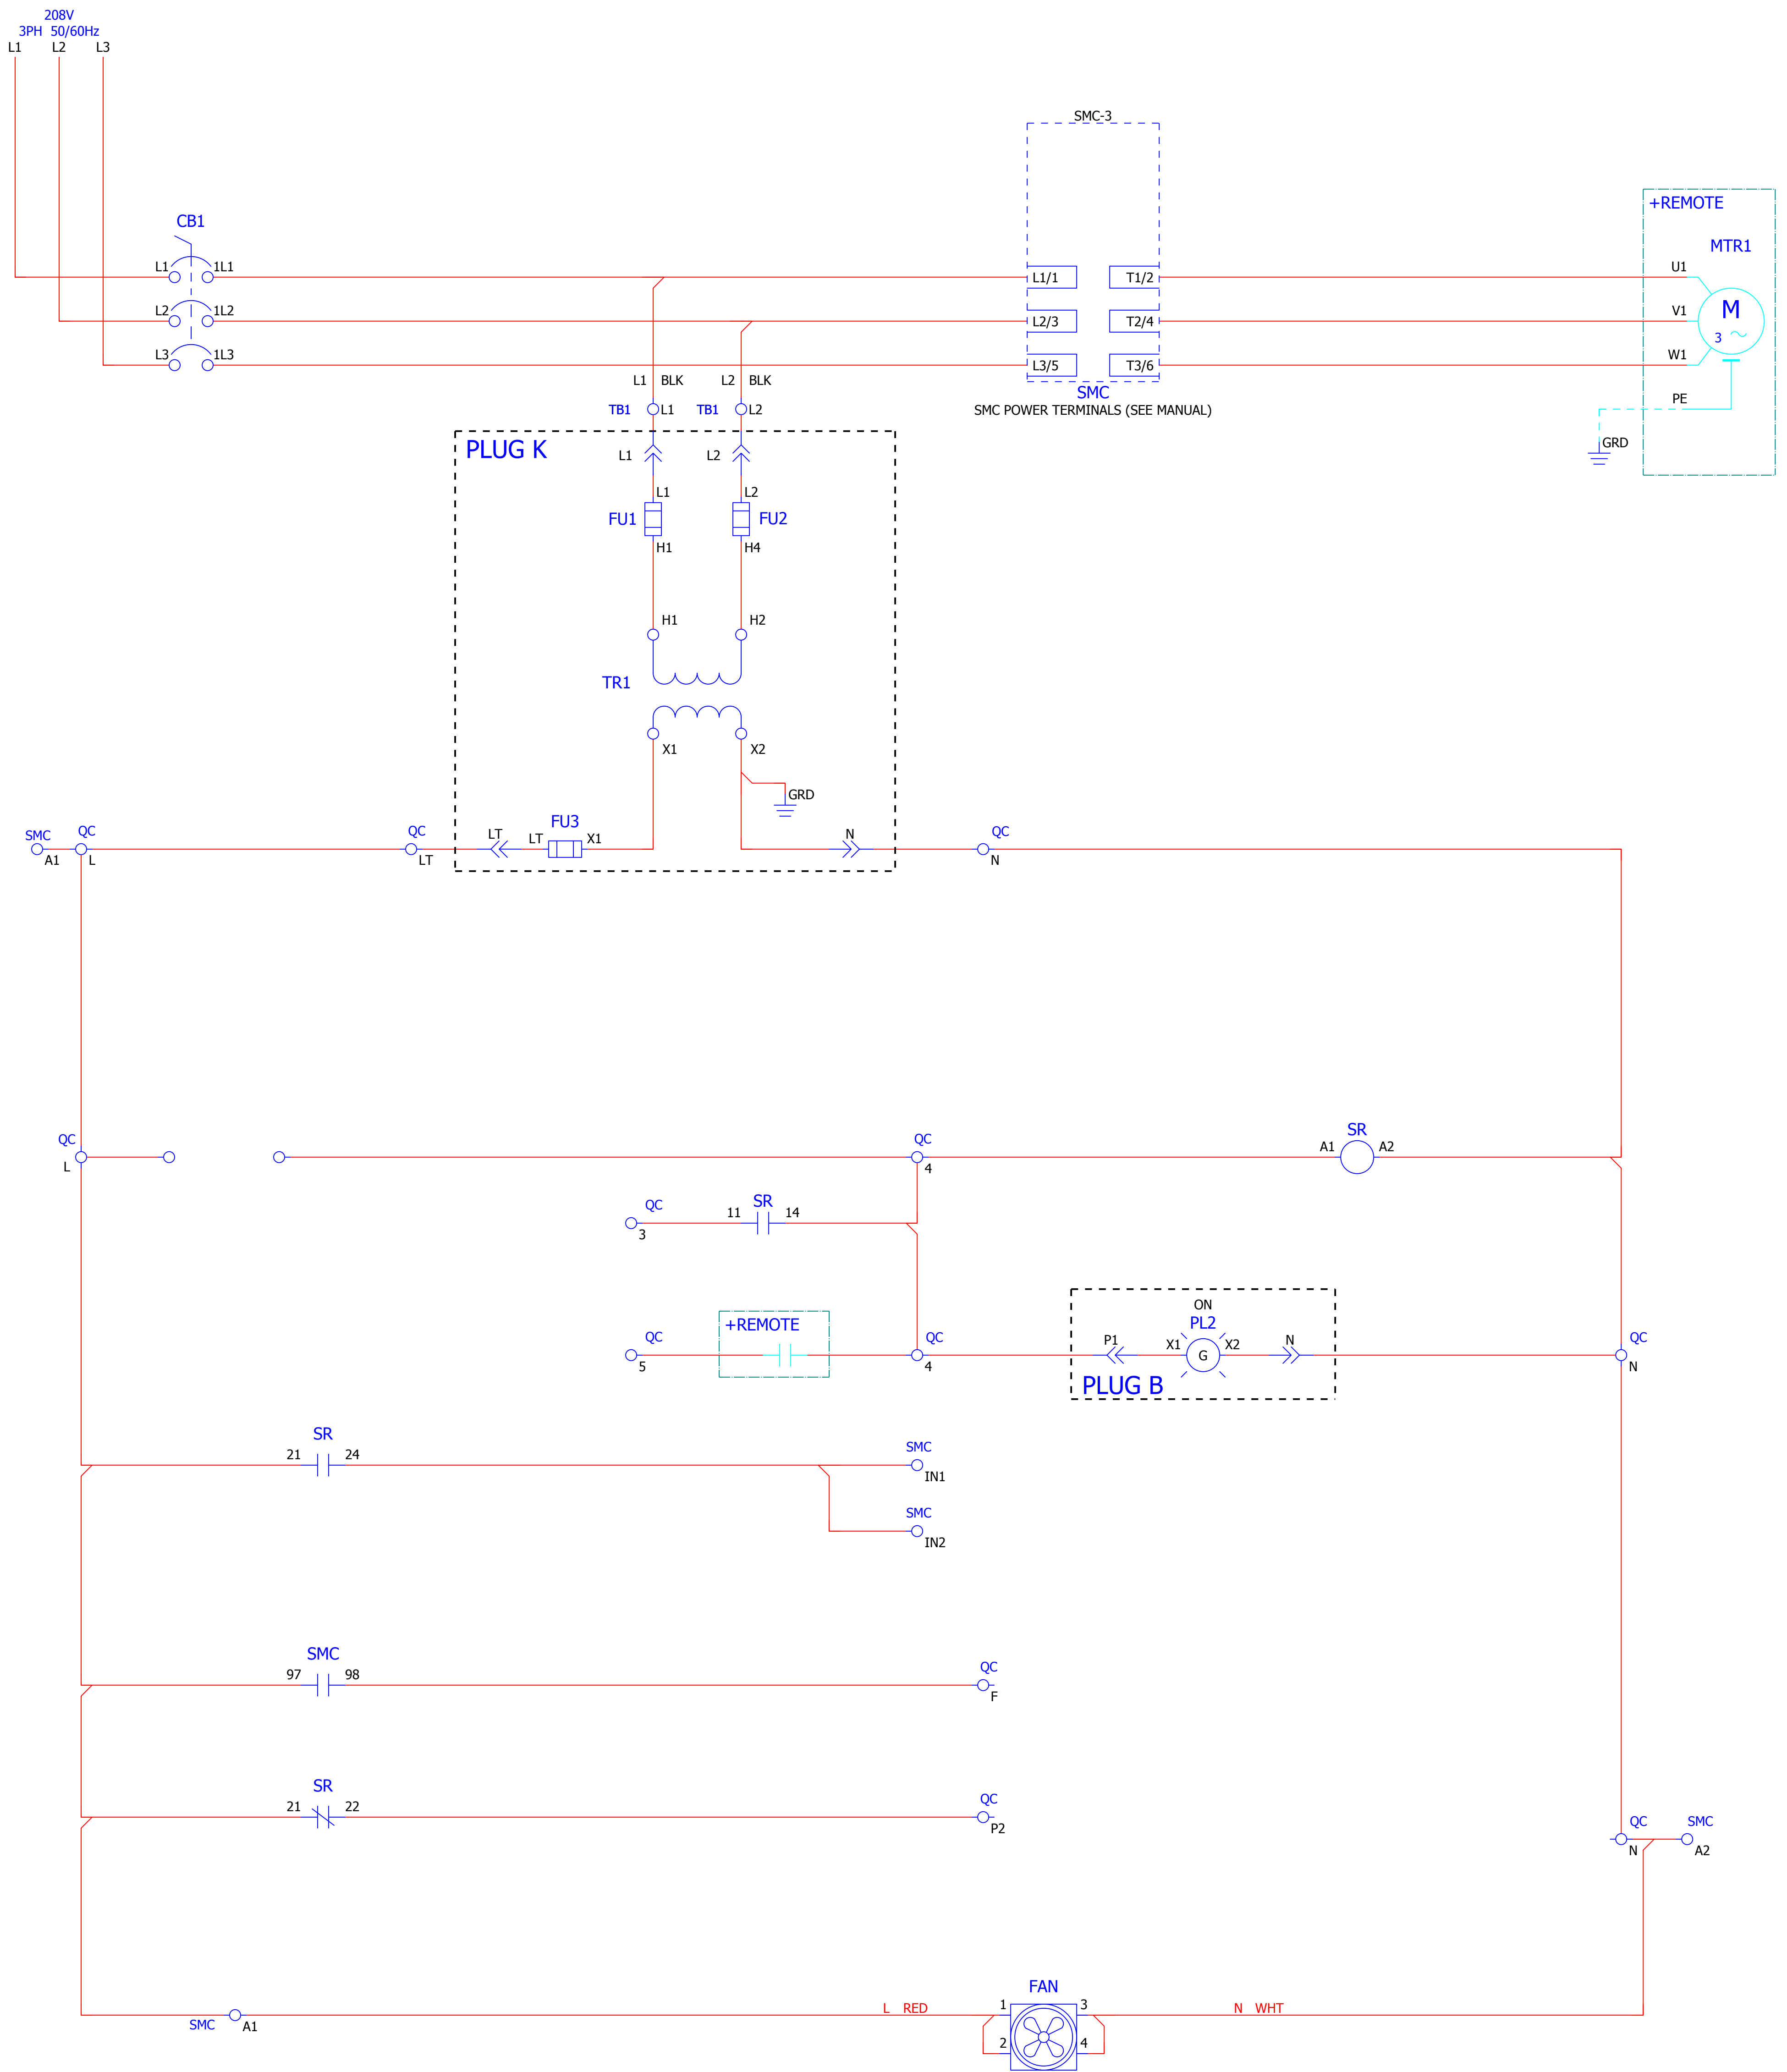 208V
3PH 50/60Hz
L1 L2 L3
SMC-3
+REMOTE
CB1
MTR1
L1 1L1 L1/1 T1/2 U1
L2 1L2 L2/3 T2/4 V1
M
3
L3 1L3 L3/5 T3/6 W1
L1 BLK L2 BLK
SMC
PE
TB1 L1 TB1 L2
SMC POWER TERMINALS (SEE MANUAL)
GRD
PLUG K
L1 L2
L1 L2
FU1 FU2
H1 H4
H1 H2
TR1
X1 X2
GRD
FU3
SMC QC QC LT LT X1 N QC
A1 L LT N
QC QC SR
L 4 A1 A2
QC SR
3 11 14
ON
+REMOTE PL2
QC QC P1 X1 G X2 N QC
5 4 N
PLUG B
SR SMC
21 24 IN1
SMC
IN2
SMC QC
97 98 F
SR QC
21 22 P2
QC SMC
N A2
FAN
L RED 1 3 N WHT
SMC A1
2 4